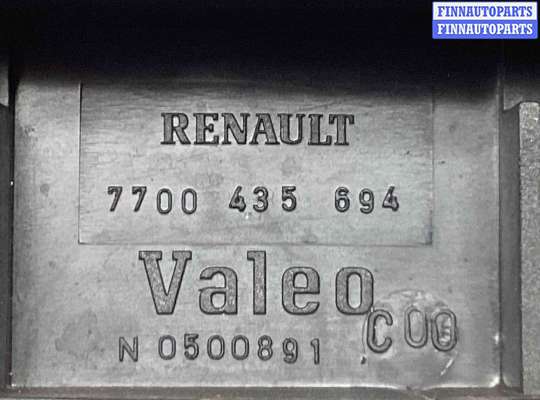 FINNAUTOPARTS
FINNAUTOPARTS
RENAULT
7700 435 694
Valeo
N 0500891 C00